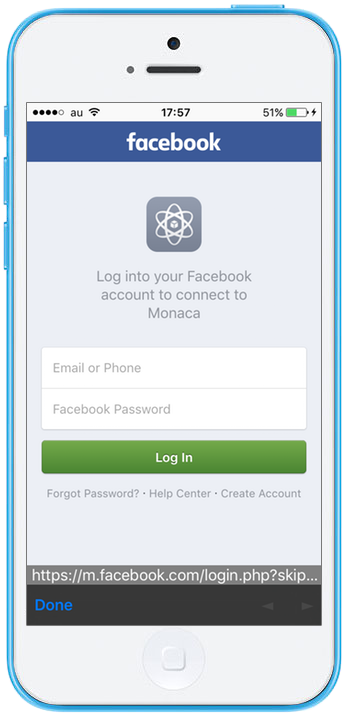 au 17:57 51%
facebook
Log into your Facebook
account to connect to
Monaca
Email or Phone
Facebook Password
Log In
Forgot Password? · Help Center · Create Account
https://m.facebook.com/login.php?skip...
Done